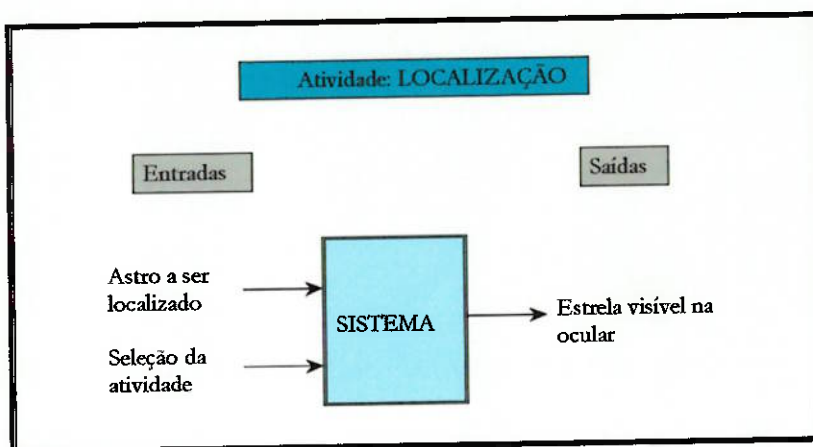 Atividade: LOCALIZAÇÃO
Entradas
Saídas
Astro a ser
localizado
Seleção da
atividade
SISTEMA
Estrela visível na
ocular